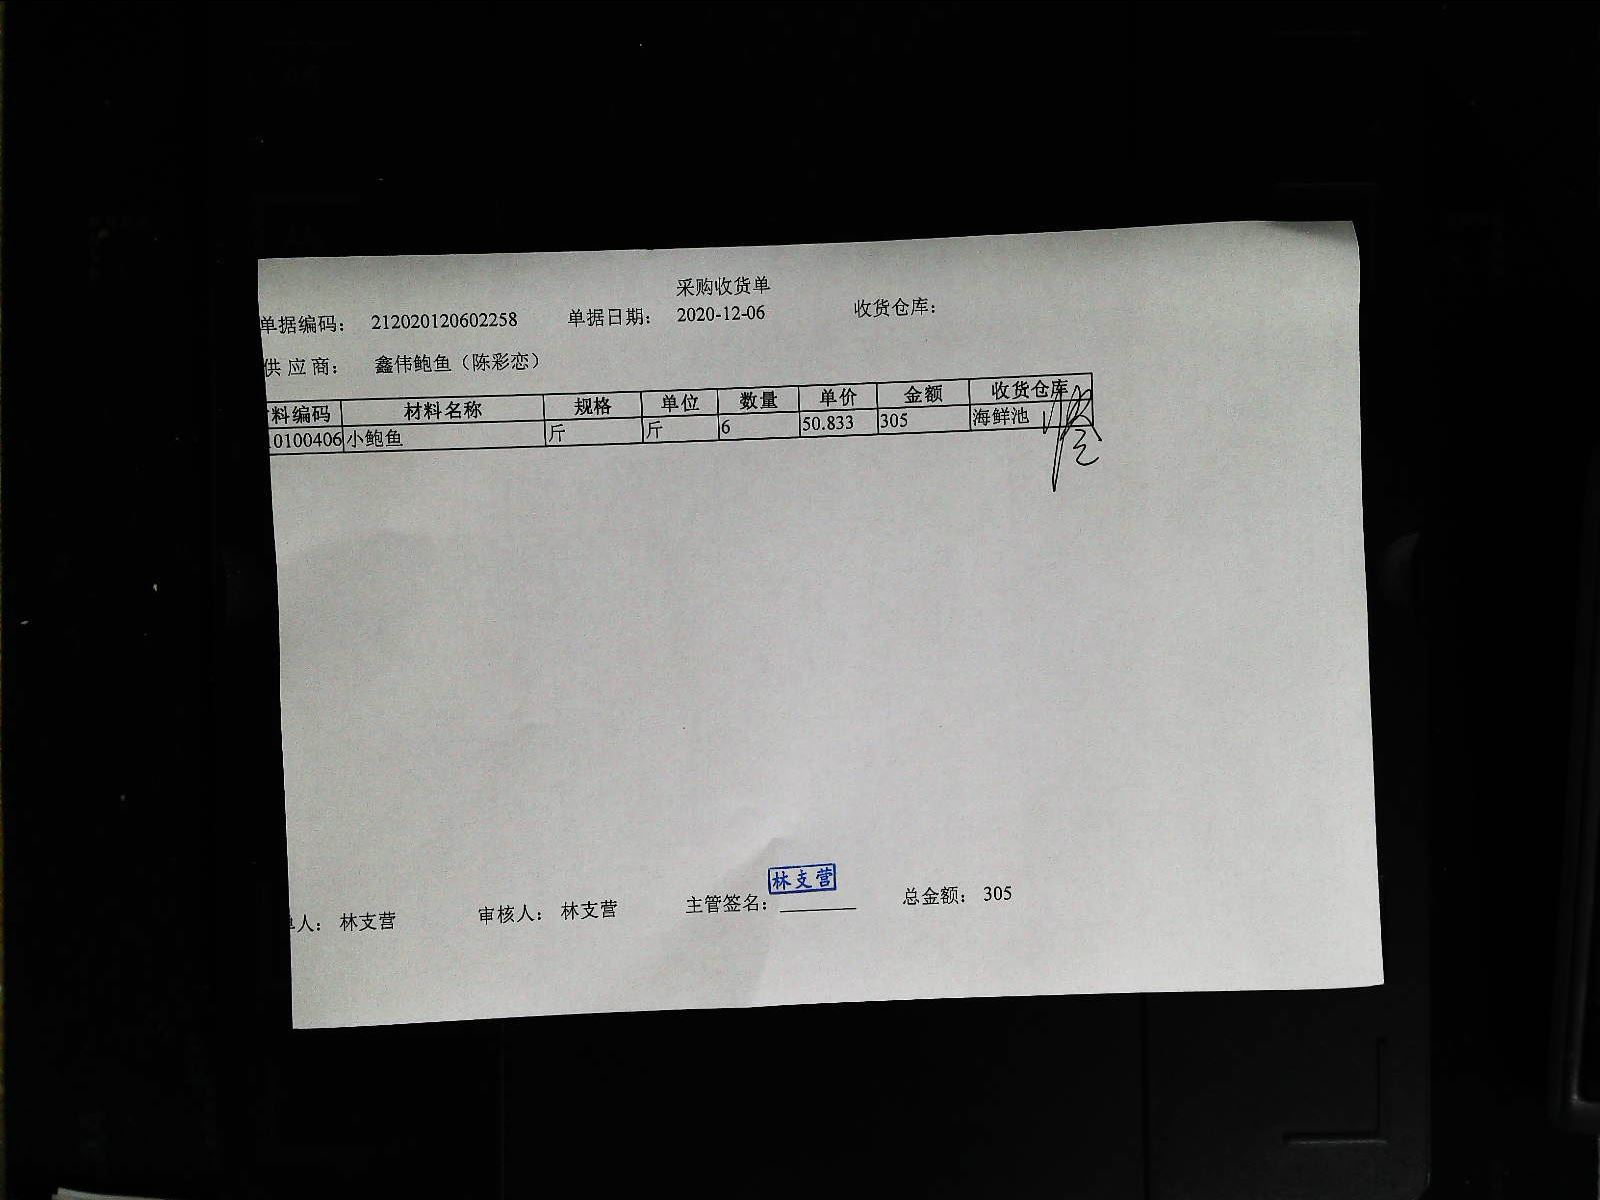 采购收货单
单据编码： 212020120602258 单据日期： 2020-12-06 收货仓库：
供 应 商： 鑫伟鲍鱼（陈彩恋）
料编码 材料名称 规格 单位 数量 单价 金额 收货仓库
0100406 小鲍鱼 斤 斤 6 50.833 305 海鲜池
林支营
人： 林支营 审核人： 林支营 主管签名： 总金额： 305